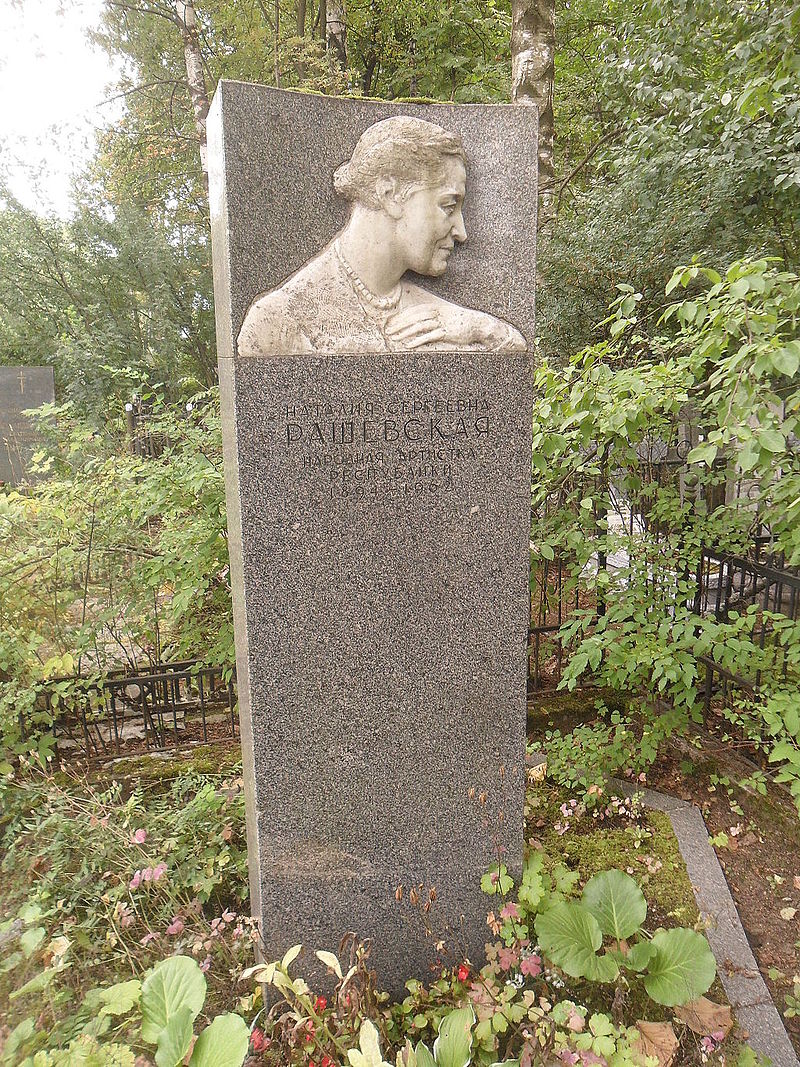 НАТАЛИЯ СЕРГЕЕВНА
РАШЕВСКАЯ
НАРОДНАЯ АРТИСТКА
РЕСПУБЛИКИ